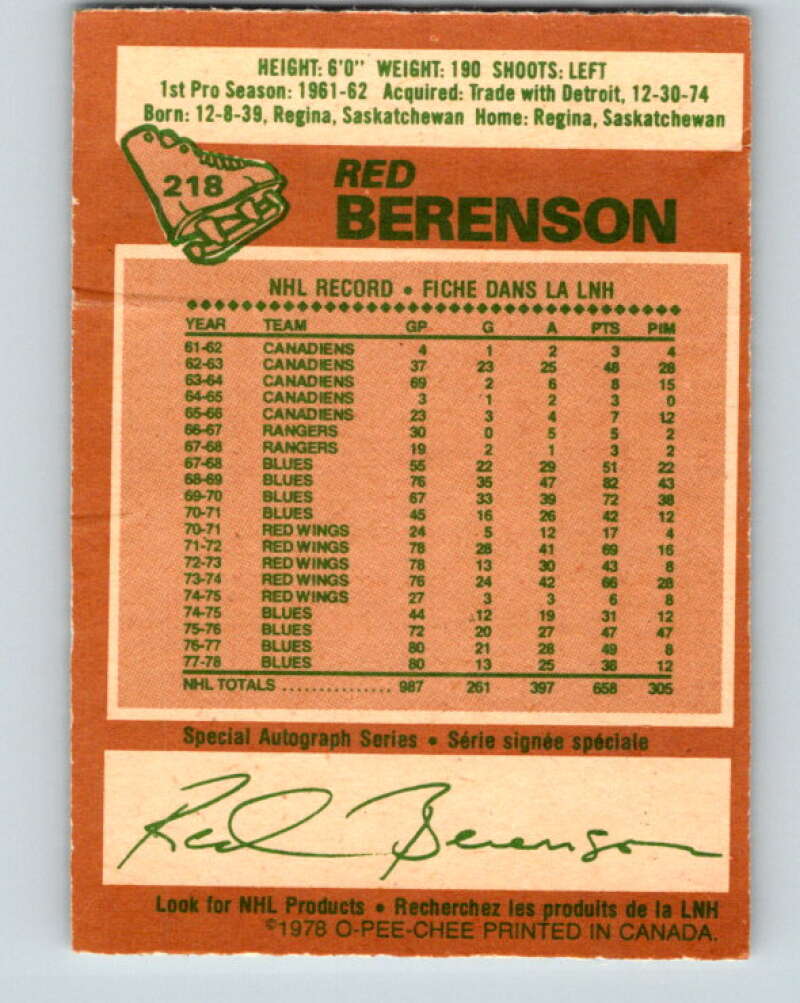 HEIGHT: 6'0" WEIGHT: 190 SHOOTS: LEFT
1st Pro Season: 1961-62 Acquired: Trade with Detroit, 12-30-74
Born: 12-8-39, Regina, Saskatchewan Home: Regina, Saskatchewan
218
RED
BERENSON
NHL RECORD • FICHE DANS LA LNH
YEAR TEAM GP G A PTS PIM
61-62 CANADIENS 4 1 2 3 4
62-63 CANADIENS 37 23 25 48 28
63-64 CANADIENS 69 2 6 8 15
64-65 CANADIENS 3 1 2 3 0
65-66 CANADIENS 23 3 4 7 12
66-67 RANGERS 30 0 5 5 2
67-68 RANGERS 19 2 1 3 2
67-68 BLUES 55 22 29 51 22
68-69 BLUES 76 35 47 82 43
69-70 BLUES 67 33 39 72 38
70-71 BLUES 45 16 26 42 12
70-71 RED WINGS 24 5 12 17 4
71-72 RED WINGS 78 28 41 69 16
72-73 RED WINGS 78 13 30 43 8
73-74 RED WINGS 76 24 42 66 28
74-75 RED WINGS 27 3 3 6 8
74-75 BLUES 44 12 19 31 12
75-76 BLUES 72 20 27 47 47
76-77 BLUES 80 21 28 49 8
77-78 BLUES 80 13 25 38 12
NHL TOTALS ............... 987 261 397 658 305
Special Autograph Series • Série signée spéciale
Red Berenson
Look for NHL Products • Recherchez les produits de la LNH
©1978 O-PEE-CHEE PRINTED IN CANADA.